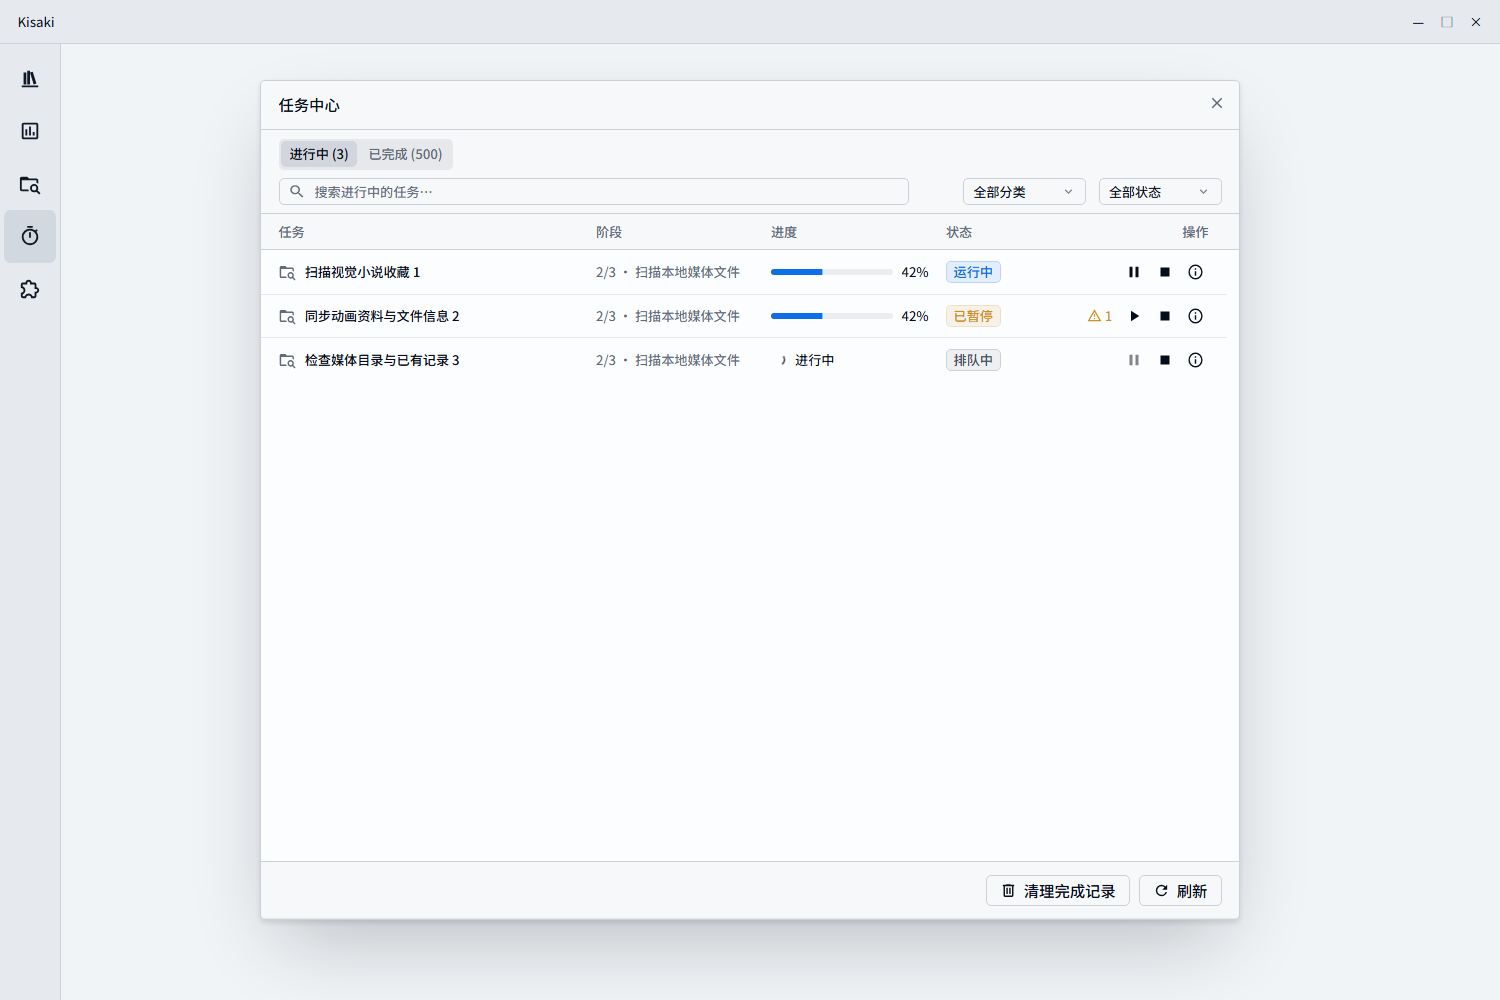 Kisaki
任务中心
进行中 (3) 已完成 (500)
搜索进行中的任务… 全部分类 全部状态
任务 阶段 进度 状态 操作
扫描视觉小说收藏 1 2/3 · 扫描本地媒体文件 42% 运行中
同步动画资料与文件信息 2 2/3 · 扫描本地媒体文件 42% 已暂停 1
检查媒体目录与已有记录 3 2/3 · 扫描本地媒体文件 进行中 排队中
清理完成记录 刷新